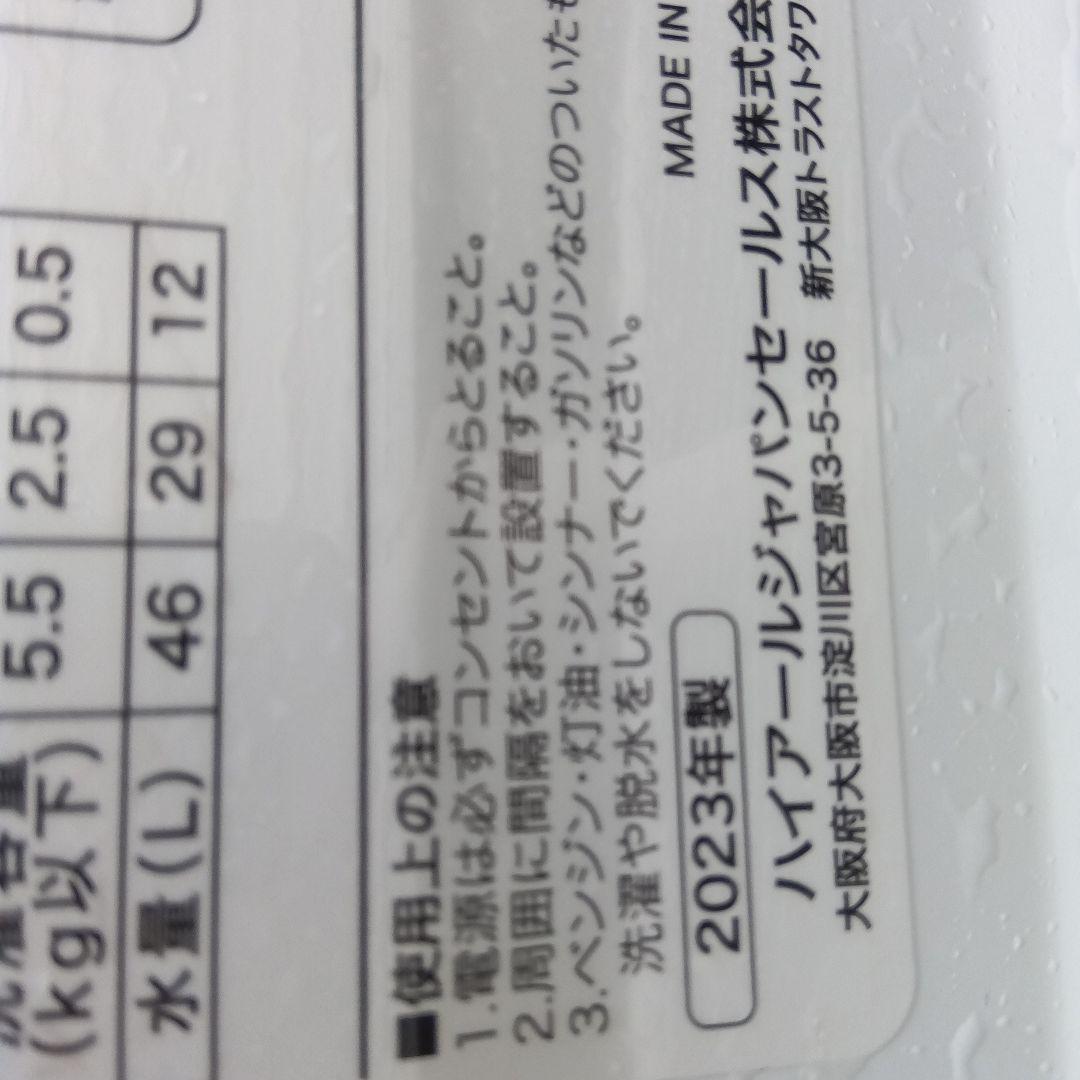 (kg以下) 5.5 2.5 0.5
水量(L) 46 29 12
■使用上の注意
1.電源は必ずコンセントからとること。
2.周囲に間隔をおいて設置すること。
3.ベンジン・灯油・シンナー・ガソリンなどのついたも
洗濯や脱水をしないでください。
MADE IN
2023年製
ハイアールジャパンセールス株式会
大阪府大阪市淀川区宮原3-5-36 新大阪トラストタワ